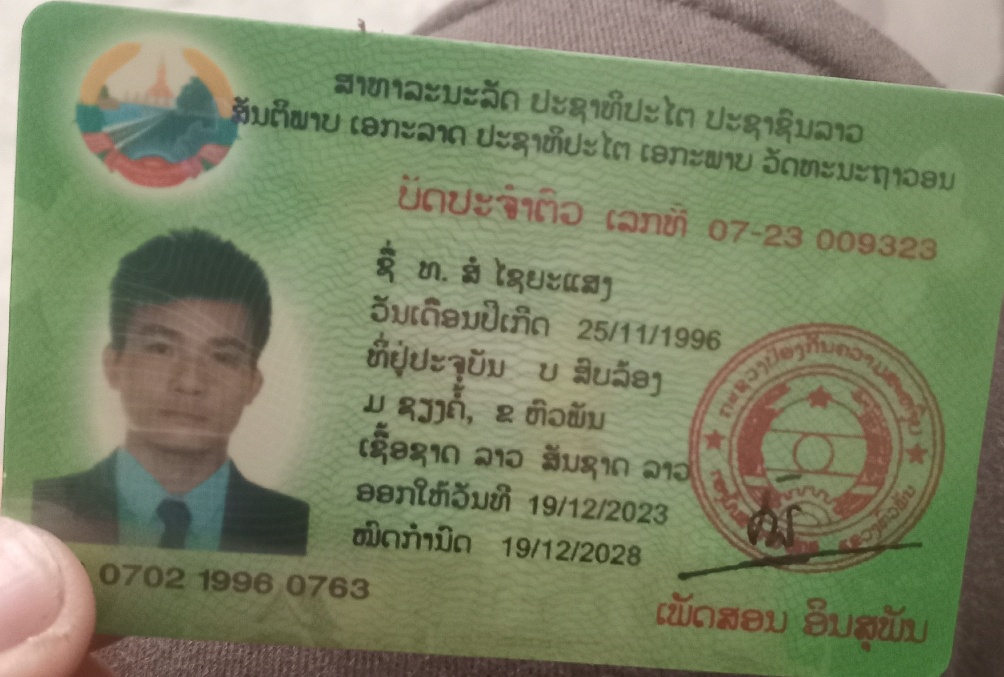 ສາທາລະນະລັດ ປະຊາທິປະໄຕ ປະຊາຊົນລາວ
ສັນຕິພາບ ເອກະລາດ ປະຊາທິປະໄຕ ເອກະພາບ ວັດທະນະຖາວອນ
ບັດປະຈຳຕົວ ເລກທີ 07-23 009323
ຊື່ ທ. ສໍ ໄຊຍະແສງ
ວັນເດືອນປີເກີດ 25/11/1996
ທີ່ຢູ່ປະຈຸບັນ ບ ສົບລ້ອງ
ມ ຊຽງຄໍ້, ຂ ຫົວພັນ
ເຊື້ອຊາດ ລາວ ສັນຊາດ ລາວ
ອອກໃຫ້ວັນທີ 19/12/2023
ໝົດກຳນົດ 19/12/2028
0702 1996 0763
ເພັດສອນ ອິນສຸພັນ